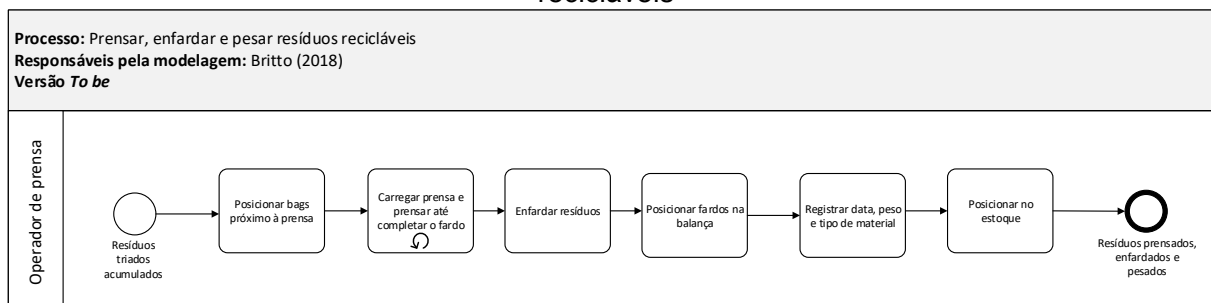 recicláveis
Processo: Prensar, enfardar e pesar resíduos recicláveis
Responsáveis pela modelagem: Britto (2018)
Versão To be
Operador de prensa
Resíduos
triados
acumulados
Posicionar bags
próximo à prensa
Carregar prensa e
prensar até
completar o fardo
Enfardar resíduos
Posicionar fardos na
balança
Registrar data, peso
e tipo de material
Posicionar no
estoque
Resíduos prensados,
enfardados e
pesados